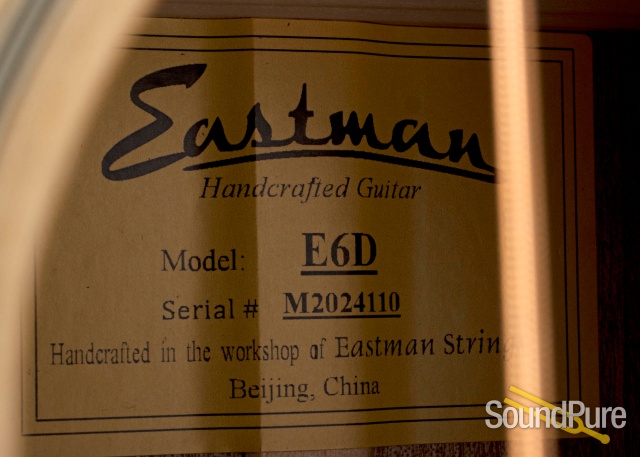 Eastman
Handcrafted Guitar
Model: E6D
Serial # M2024110
Handcrafted in the workshop of Eastman
Beijing, China
SoundPure